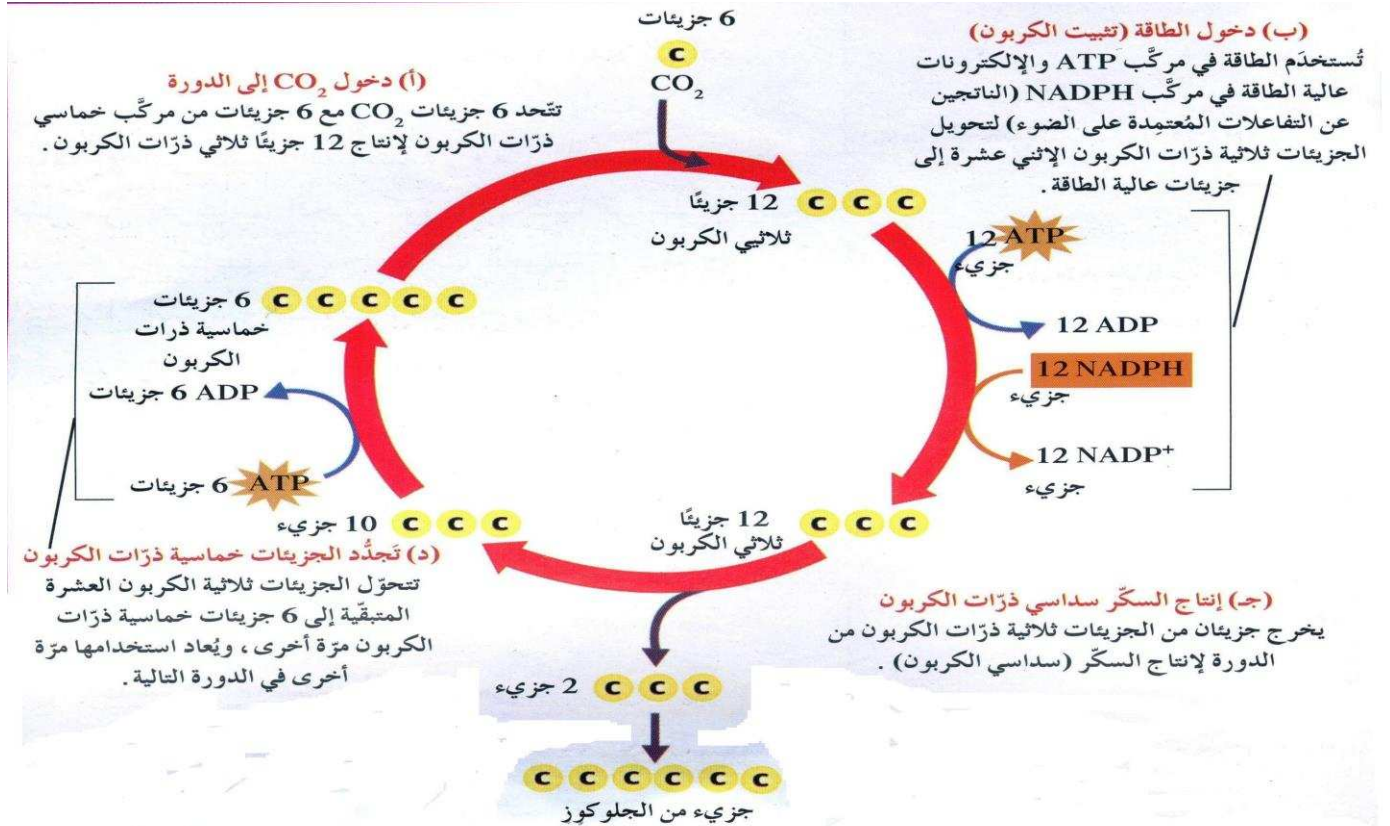 6 جزيئات
C
CO₂
(أ) دخول CO₂ إلى الدورة
تتّحد 6 جزيئات CO₂ مع 6 جزيئات من مركَّب خماسي
ذرّات الكربون لإنتاج 12 جزيئًا ثلاثي ذرّات الكربون.
(ب) دخول الطاقة (تثبيت الكربون)
تُستخدَم الطاقة في مركَّب ATP والإلكترونات
عالية الطاقة في مركَّب NADPH (الناتجين
عن التفاعلات المُعتمِدة على الضوء) لتحويل
الجزيئات ثلاثية ذرّات الكربون الإثني عشرة إلى
جزيئات عالية الطاقة.
12 جزيئًا C C C
ثلاثيي الكربون
12 ATP
جزيء
12 ADP
12 NADPH
جزيء
12 NADP⁺
جزيء
12 جزيئًا C C C
ثلاثي الكربون
(جـ) إنتاج السكّر سداسي ذرّات الكربون
يخرج جزيئان من الجزيئات ثلاثية ذرّات الكربون من
الدورة لإنتاج السكّر (سداسي الكربون).
2 جزيء C C C
C C C C C C
جزيء من الجلوكوز
10 جزيء C C C
(د) تَجدُّد الجزيئات خماسية ذرّات الكربون
تتحوّل الجزيئات ثلاثية الكربون العشرة
المتبقّية إلى 6 جزيئات خماسية ذرّات
الكربون مرّة أخرى، ويُعاد استخدامها مرّة
أخرى في الدورة التالية.
6 جزيئات ATP
6 جزيئات ADP
6 جزيئات C C C C C
خماسية ذرات
الكربون